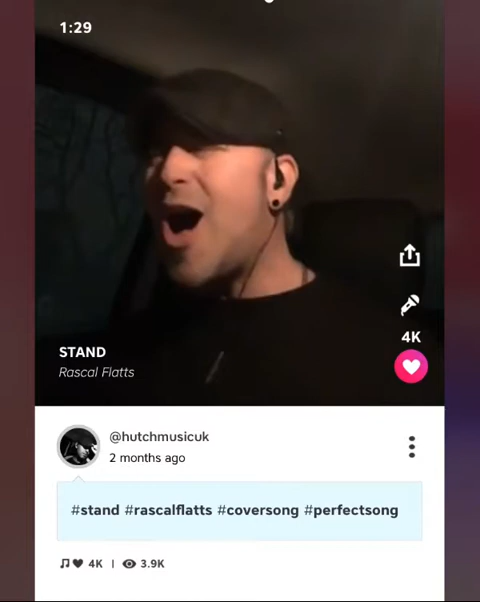 1:29
4K
STAND
Rascal Flatts
@hutchmusicuk
2 months ago
#stand #rascalflatts #coversong #perfectsong
4K | 3.9K